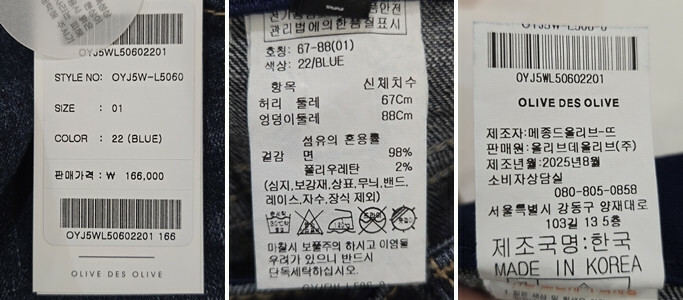 OYJ5WL50602201
STYLE NO: OYJ5W-L5060
SIZE : 01
COLOR : 22 (BLUE)
판매가격 : ₩ 166,000
OYJ5WL50602201 166
OLIVE DES OLIVE
관리법에의한품질표시
호칭: 67-88(01)
색상: 22/BLUE
항목 신체치수
허리 둘레 67Cm
엉덩이둘레 88Cm
섬유의 혼용률
겉감 면 98%
폴리우레탄 2%
(심지,보강재,상표,무늬,밴드,
레이스,자수,장식 제외)
마찰시 보풀주의 하시고 이염될
우려가 있으니 반드시
단독세탁하십시오.
OYJ5WL50602201
OLIVE DES OLIVE
제조자:메종드올리브-뜨
판매원:올리브데올리브(주)
제조년월:2025년8월
소비자상담실
080-805-0858
서울특별시 강동구 양재대로
103길 13 5층
제조국명:한국
MADE IN KOREA